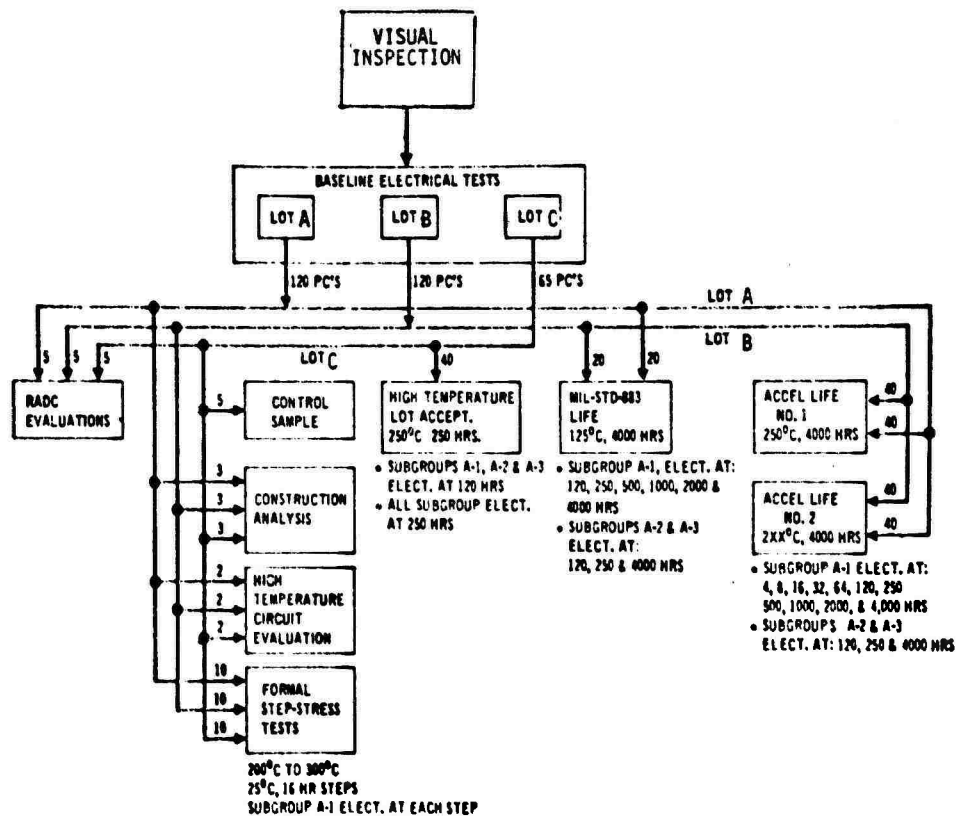 VISUAL
INSPECTION
BASELINE ELECTRICAL TESTS
LOT A
LOT B
LOT C
120 PC'S
120 PC'S
65 PC'S
LOT A
LOT B
LOT C
5
5
5
RADC
EVALUATIONS
5
CONTROL
SAMPLE
3
3
3
CONSTRUCTION
ANALYSIS
2
2
2
HIGH
TEMPERATURE
CIRCUIT
EVALUATION
10
10
10
FORMAL
STEP-STRESS
TESTS
200°C TO 300°C
25°C, 16 HR STEPS
SUBGROUP A-1 ELECT. AT EACH STEP
40
HIGH TEMPERATURE
LOT ACCEPT.
250°C 250 HRS.
• SUBGROUPS A-1, A-2 & A-3
ELECT. AT 120 HRS
• ALL SUBGROUP ELECT.
AT 250 HRS
20
20
MIL-STD-883
LIFE
125°C, 4000 HRS
• SUBGROUP A-1, ELECT. AT:
120, 250, 500, 1000, 2000 &
4000 HRS
• SUBGROUPS A-2 & A-3
ELECT. AT:
120, 250 & 4000 HRS
40
40
ACCEL LIFE
NO. 1
250°C, 4000 HRS
40
40
ACCEL LIFE
NO. 2
2XX°C, 4000 HRS
• SUBGROUP A-1 ELECT. AT:
4, 8, 16, 32, 64, 120, 250
500, 1000, 2000, & 4,000 HRS
• SUBGROUPS A-2 & A-3
ELECT. AT: 120, 250 & 4000 HRS